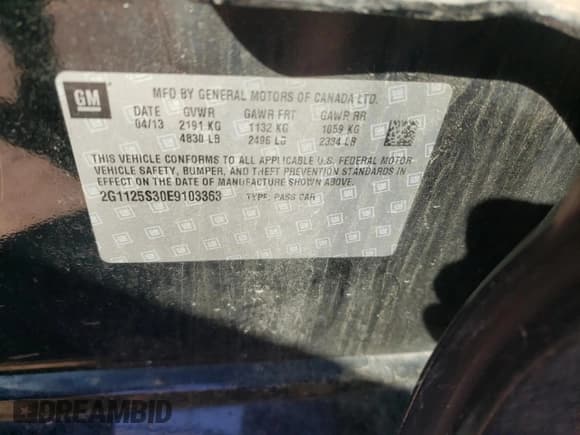 GM
MFD BY GENERAL MOTORS OF CANADA LTD.
DATE GVWR GAWR FRT GAWR RR
04/13 2191 KG 1132 KG 1059 KG
4830 LB 2496 LB 2334 LB
THIS VEHICLE CONFORMS TO ALL APPLICABLE U.S. FEDERAL MOTOR
VEHICLE SAFETY, BUMPER, AND THEFT PREVENTION STANDARDS IN
EFFECT ON THE DATE OF MANUFACTURE SHOWN ABOVE.
2G1125S30E9103363 TYPE: PASS CAR
DREAMBID